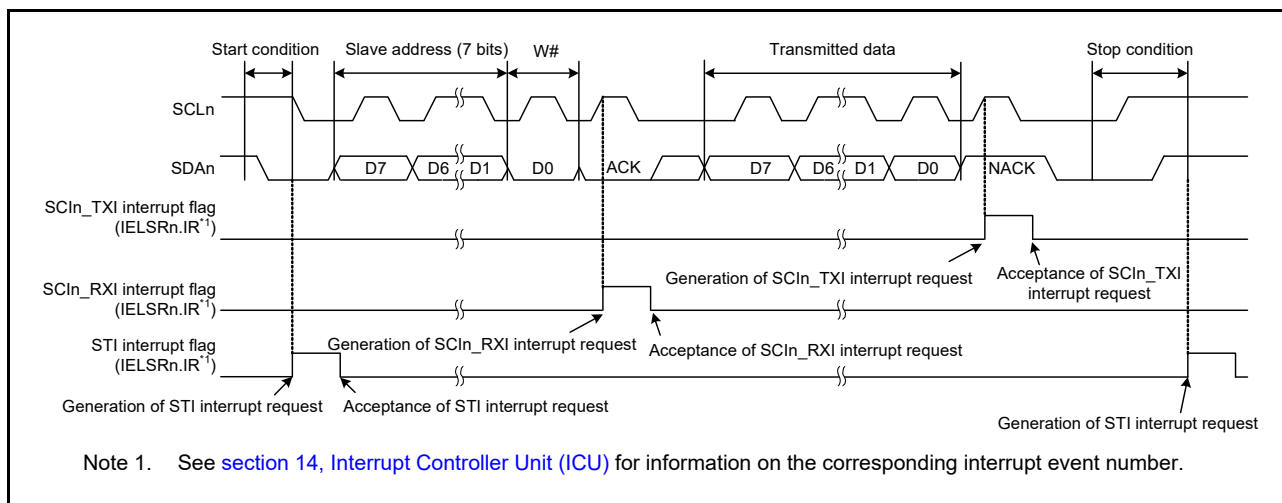 Start condition
Slave address (7 bits)
W#
Transmitted data
Stop condition
SCLn
SDAn
D7
D6
D1
D0
ACK
D7
D6
D1
D0
NACK
SCIn_TXI interrupt flag
(IELSRn.IR*1)
Generation of SCIn_TXI interrupt request
Acceptance of SCIn_TXI
interrupt request
SCIn_RXI interrupt flag
(IELSRn.IR*1)
Generation of SCIn_RXI interrupt request
Acceptance of SCIn_RXI interrupt request
STI interrupt flag
(IELSRn.IR*1)
Generation of STI interrupt request
Acceptance of STI interrupt request
Generation of STI interrupt request
Note 1. See section 14, Interrupt Controller Unit (ICU) for information on the corresponding interrupt event number.